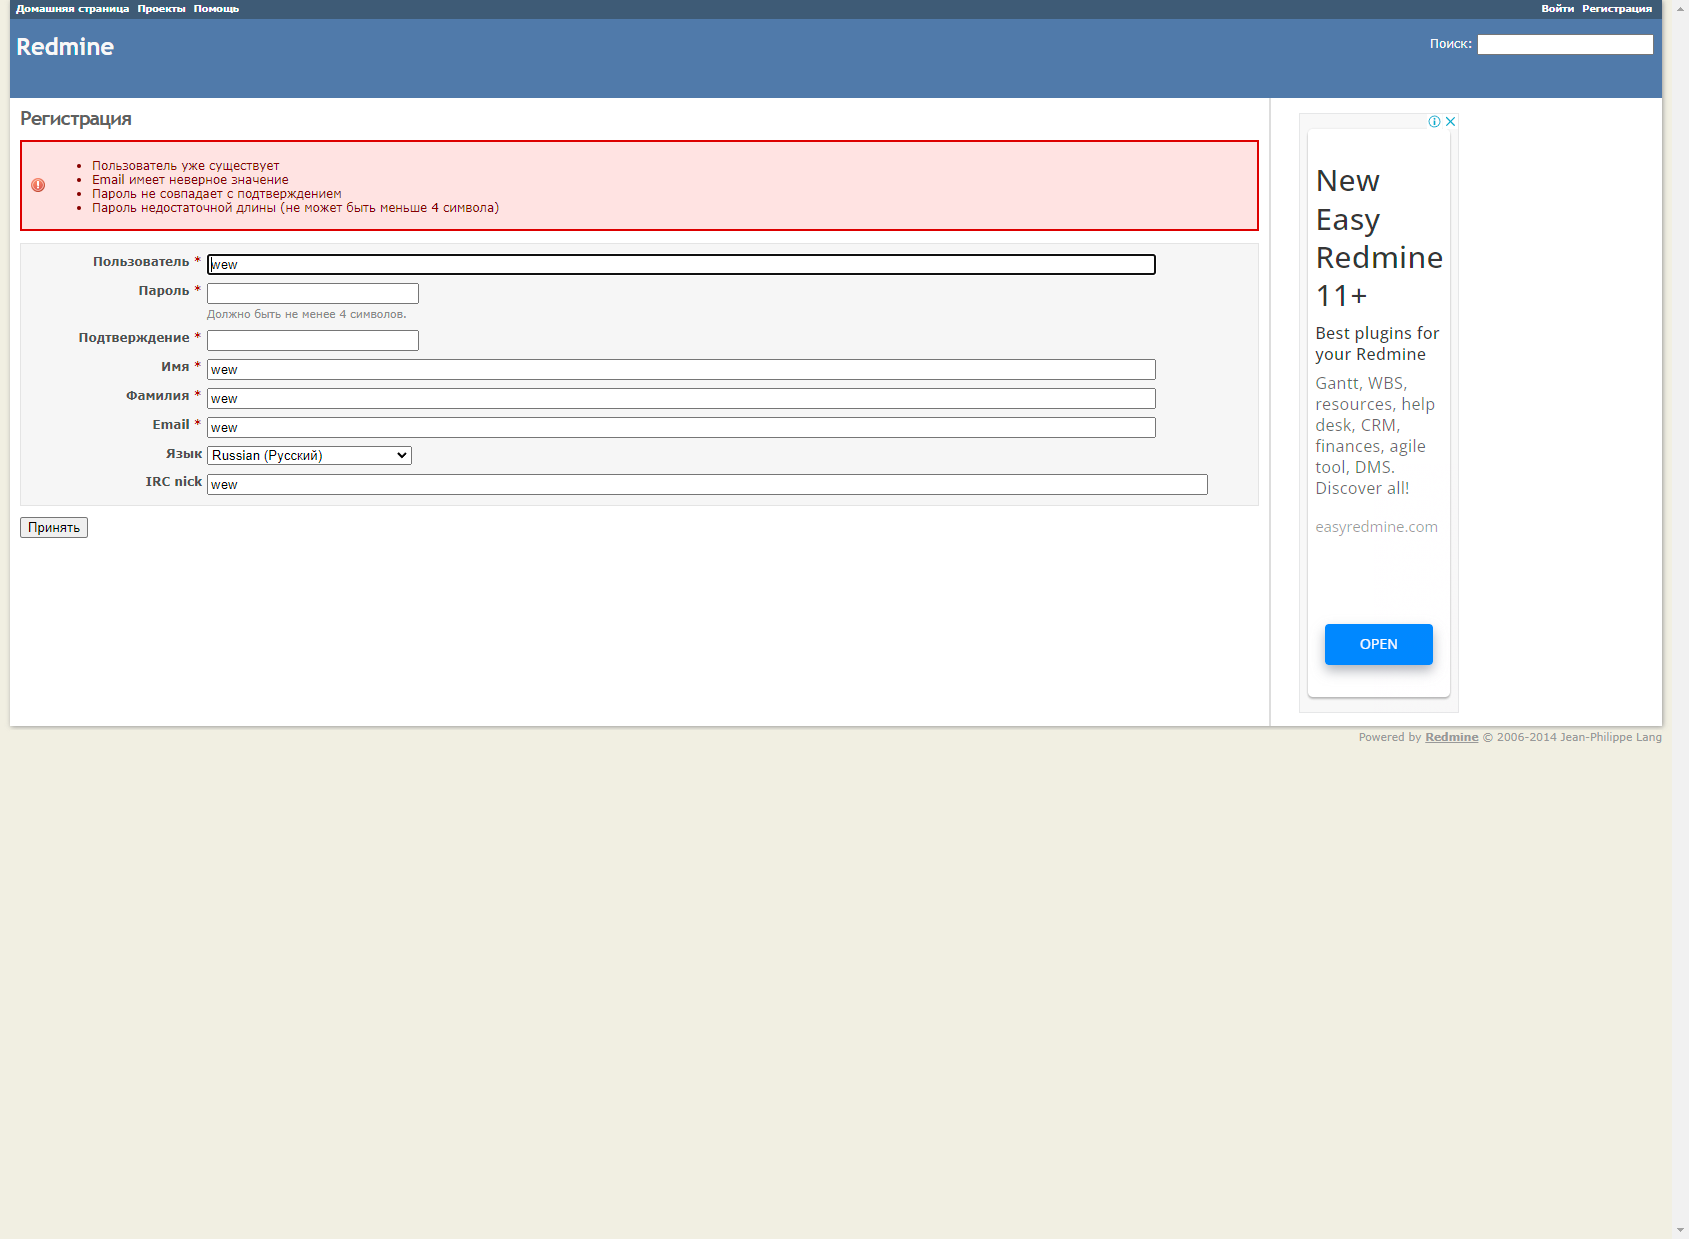 Домашняя страница Проекты Помощь
Войти Регистрация
Redmine
Поиск:
Регистрация
Пользователь уже существует
Email имеет неверное значение
Пароль не совпадает с подтверждением
Пароль недостаточной длины (не может быть меньше 4 символа)
Пользователь * wew
Пароль *
Должно быть не менее 4 символов.
Подтверждение *
Имя * wew
Фамилия * wew
Email * wew
Язык Russian (Русский)
IRC nick wew
Принять
New
Easy
Redmine
11+
Best plugins for
your Redmine
Gantt, WBS,
resources, help
desk, CRM,
finances, agile
tool, DMS.
Discover all!
easyredmine.com
OPEN
Powered by Redmine © 2006-2014 Jean-Philippe Lang